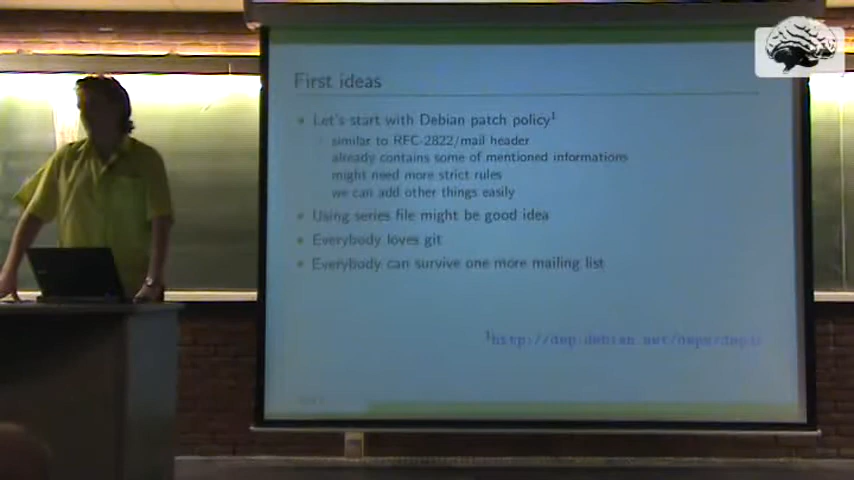 First ideas
Let's start with Debian patch policy1
similar to RFC-2822/mail header
already contains some of mentioned informations
might need more strict rules
we can add other things easily
Using series file might be good idea
Everybody loves git
Everybody can survive one more mailing list
1http://dep.debian.net/deps/dep3/